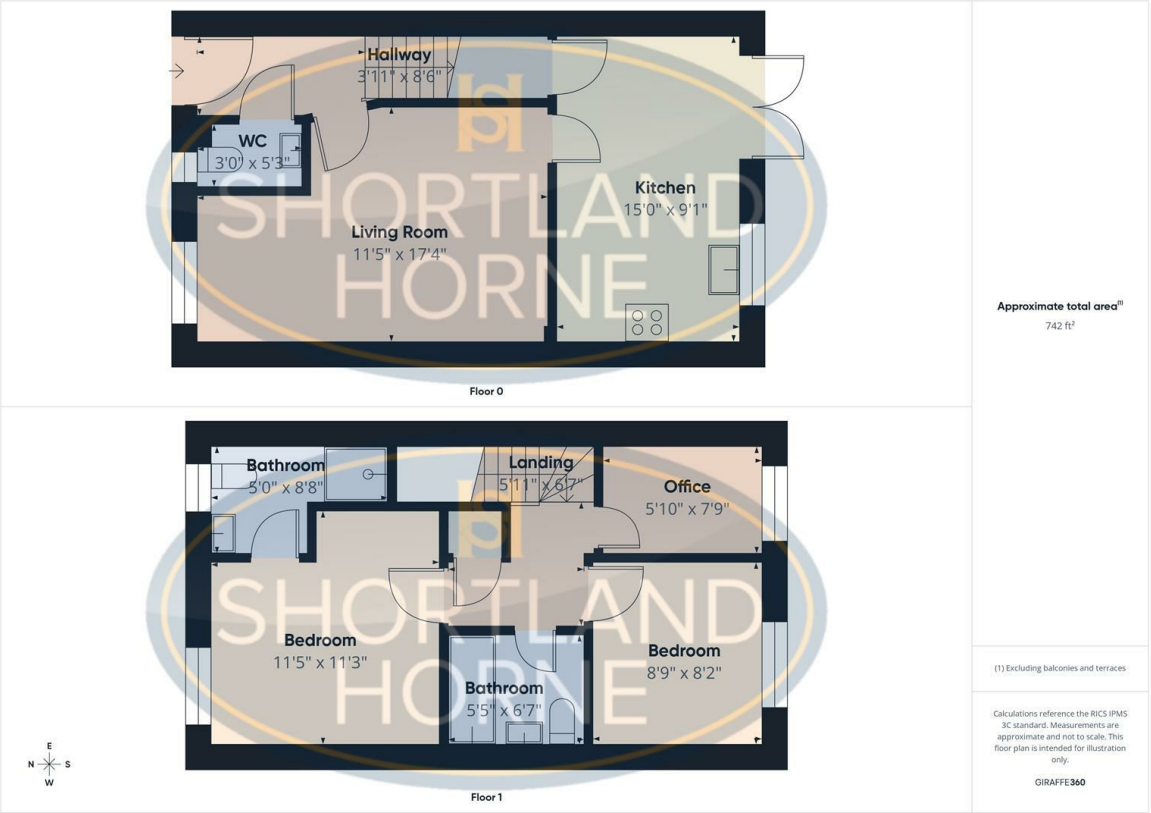 Hallway
3'11" x 8'6"
WC
3'0" x 5'3"
Kitchen
15'0" x 9'1"
Living Room
11'5" x 17'4"
SHORTLAND
HORNE
Floor 0
Approximate total area(1)
742 ft²
Bathroom
5'0" x 8'8"
Landing
5'11" x 6'7"
Office
5'10" x 7'9"
SHORTLAND
HORNE
Bedroom
11'5" x 11'3"
Bedroom
8'9" x 8'2"
Bathroom
5'5" x 6'7"
E
N S
W
Floor 1
(1) Excluding balconies and terraces
Calculations reference the RICS IPMS
3C standard. Measurements are
approximate and not to scale. This
floor plan is intended for illustration
only.
GIRAFFE360